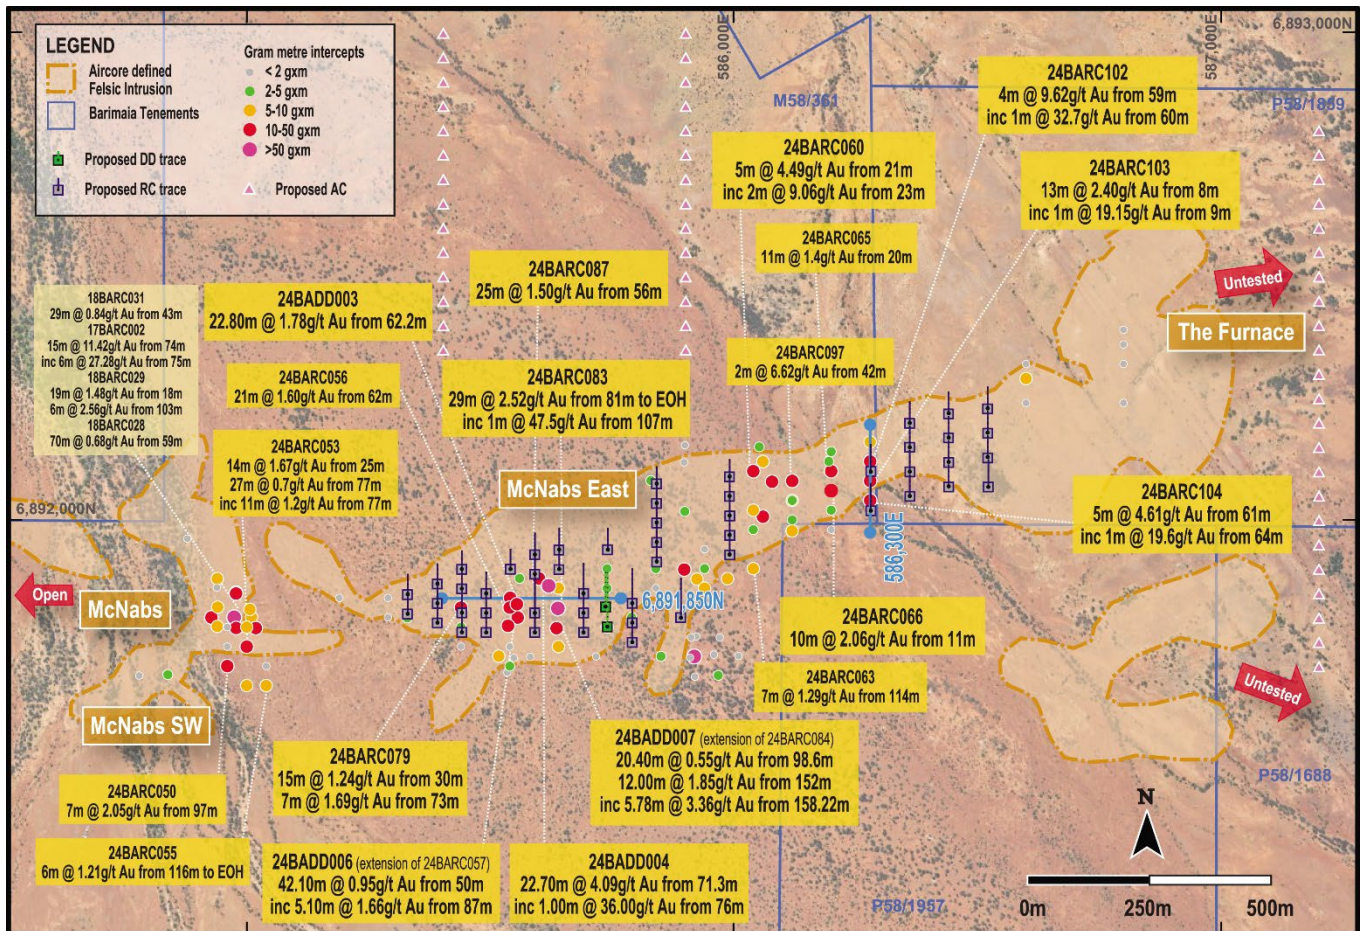 LEGEND
Aircore defined
Felsic Intrusion
Barimaia Tenements
Proposed DD trace
Proposed RC trace
Gram metre intercepts
< 2 gxm
2-5 gxm
5-10 gxm
10-50 gxm
>50 gxm
Proposed AC
586,000E
587,000E
6,893,000N
M58/361
P58/1859
24BARC102
4m @ 9.62g/t Au from 59m
inc 1m @ 32.7g/t Au from 60m
24BARC060
5m @ 4.49g/t Au from 21m
inc 2m @ 9.06g/t Au from 23m
24BARC103
13m @ 2.40g/t Au from 8m
inc 1m @ 19.15g/t Au from 9m
24BARC065
11m @ 1.4g/t Au from 20m
24BARC087
25m @ 1.50g/t Au from 56m
24BADD003
22.80m @ 1.78g/t Au from 62.2m
18BARC031
29m @ 0.84g/t Au from 43m
17BARC002
15m @ 11.42g/t Au from 74m
inc 6m @ 27.28g/t Au from 75m
18BARC029
19m @ 1.48g/t Au from 18m
6m @ 2.56g/t Au from 103m
18BARC028
70m @ 0.68g/t Au from 59m
Untested
The Furnace
24BARC097
2m @ 6.62g/t Au from 42m
24BARC056
21m @ 1.60g/t Au from 62m
24BARC083
29m @ 2.52g/t Au from 81m to EOH
inc 1m @ 47.5g/t Au from 107m
24BARC053
14m @ 1.67g/t Au from 25m
27m @ 0.7g/t Au from 77m
inc 11m @ 1.2g/t Au from 77m
McNabs East
6,892,000N
24BARC104
5m @ 4.61g/t Au from 61m
inc 1m @ 19.6g/t Au from 64m
586,300E
Open
McNabs
6,891,850N
24BARC066
10m @ 2.06g/t Au from 11m
24BARC063
7m @ 1.29g/t Au from 114m
Untested
McNabs SW
24BARC079
15m @ 1.24g/t Au from 30m
7m @ 1.69g/t Au from 73m
24BADD007 (extension of 24BARC084)
20.40m @ 0.55g/t Au from 98.6m
12.00m @ 1.85g/t Au from 152m
inc 5.78m @ 3.36g/t Au from 158.22m
P58/1688
24BARC050
7m @ 2.05g/t Au from 97m
N
24BARC055
6m @ 1.21g/t Au from 116m to EOH
24BADD006 (extension of 24BARC057)
42.10m @ 0.95g/t Au from 50m
inc 5.10m @ 1.66g/t Au from 87m
24BADD004
22.70m @ 4.09g/t Au from 71.3m
inc 1.00m @ 36.00g/t Au from 76m
P58/1957
0m
250m
500m